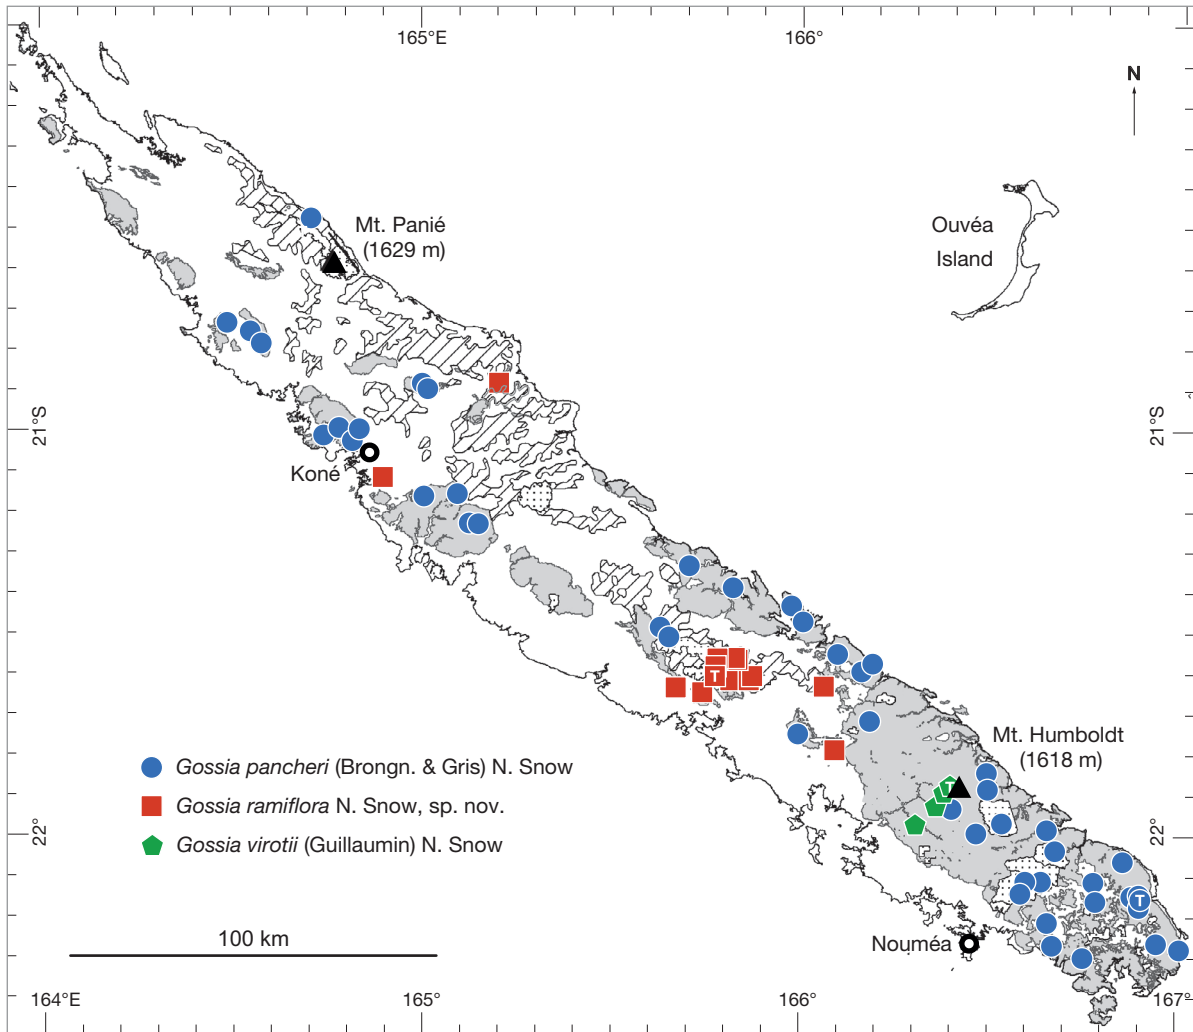 165°E
166°
N
Mt. Panié
(1629 m)
Ouvéa
Island
21°S
21°S
Koné
Mt. Humboldt
(1618 m)
Gossia pancheri (Brongn. & Gris) N. Snow
Gossia ramiflora N. Snow, sp. nov.
Gossia virotii (Guillaumin) N. Snow
T
T
T
22°
22°
100 km
Nouméa
164°E
165°
166°
167°